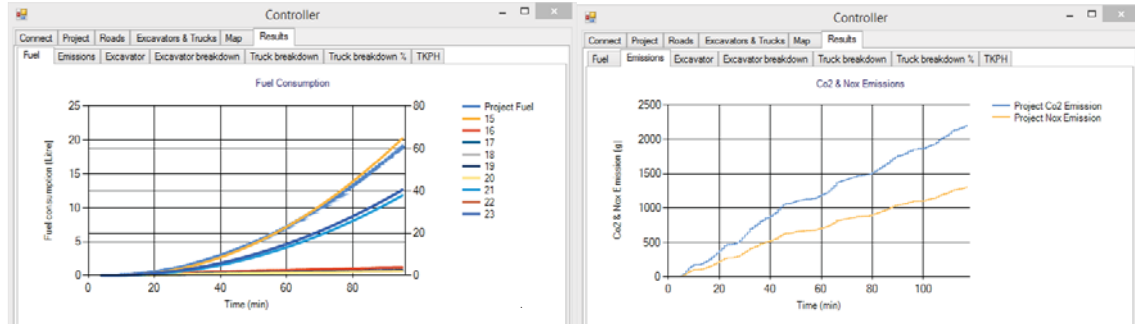 Controller
Connect Project Roads Excavators & Trucks Map Results
Fuel Emissions Excavator Excavator breakdown Truck breakdown Truck breakdown % TKPH
Fuel Consumption
25
20
15
10
5
0
80
60
40
20
0
0 20 40 60 80
Fuel consumption [Litre]
Time (min)
Project Fuel
15
16
17
18
19
20
21
22
23
Controller
Connect Project Roads Excavators & Trucks Map Results
Fuel Emissions Excavator Excavator breakdown Truck breakdown Truck breakdown % TKPH
Co2 & Nox Emissions
2500
2000
1500
1000
500
0
0 20 40 60 80 100
Co2 & Nox Emission [g]
Time (min)
Project Co2 Emission
Project Nox Emission